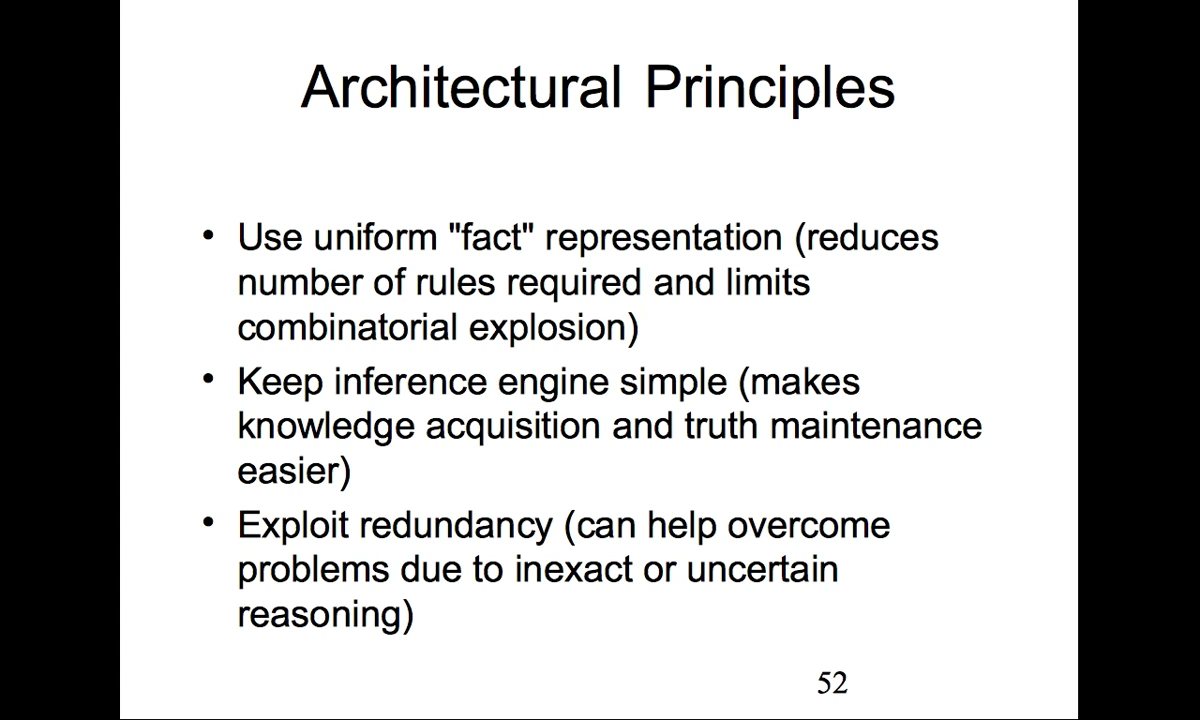 Architectural Principles
• Use uniform "fact" representation (reduces
number of rules required and limits
combinatorial explosion)
• Keep inference engine simple (makes
knowledge acquisition and truth maintenance
easier)
• Exploit redundancy (can help overcome
problems due to inexact or uncertain
reasoning)
52